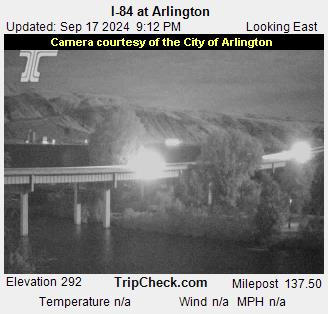 I-84 at Arlington
Updated: Sep 17 2024 9:12 PM Looking East
Camera courtesy of the City of Arlington
Elevation 292 TripCheck.com Milepost 137.50
Temperature n/a Wind n/a MPH n/a